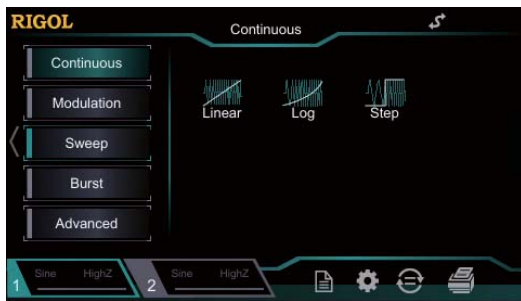 RIGOL
Continuous
Continuous
Modulation
Sweep
Burst
Advanced
Linear
Log
Step
1
Sine
HighZ
2
Sine
HighZ